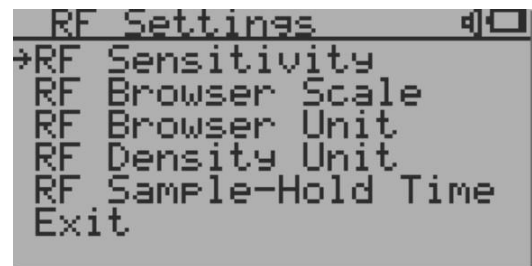 RF Settings
→RF Sensitivity
RF Browser Scale
RF Browser Unit
RF Density Unit
RF Sample-Hold Time
Exit